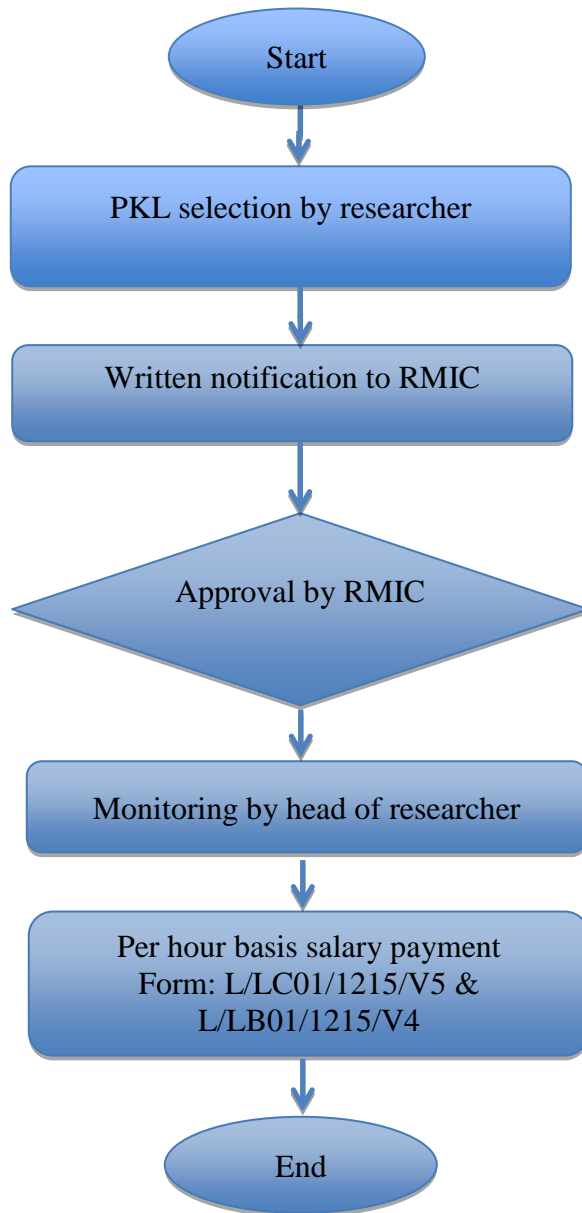 Start
PKL selection by researcher
Written notification to RMIC
Approval by RMIC
Monitoring by head of researcher
Per hour basis salary payment
Form: L/LC01/1215/V5 &
L/LB01/1215/V4
End